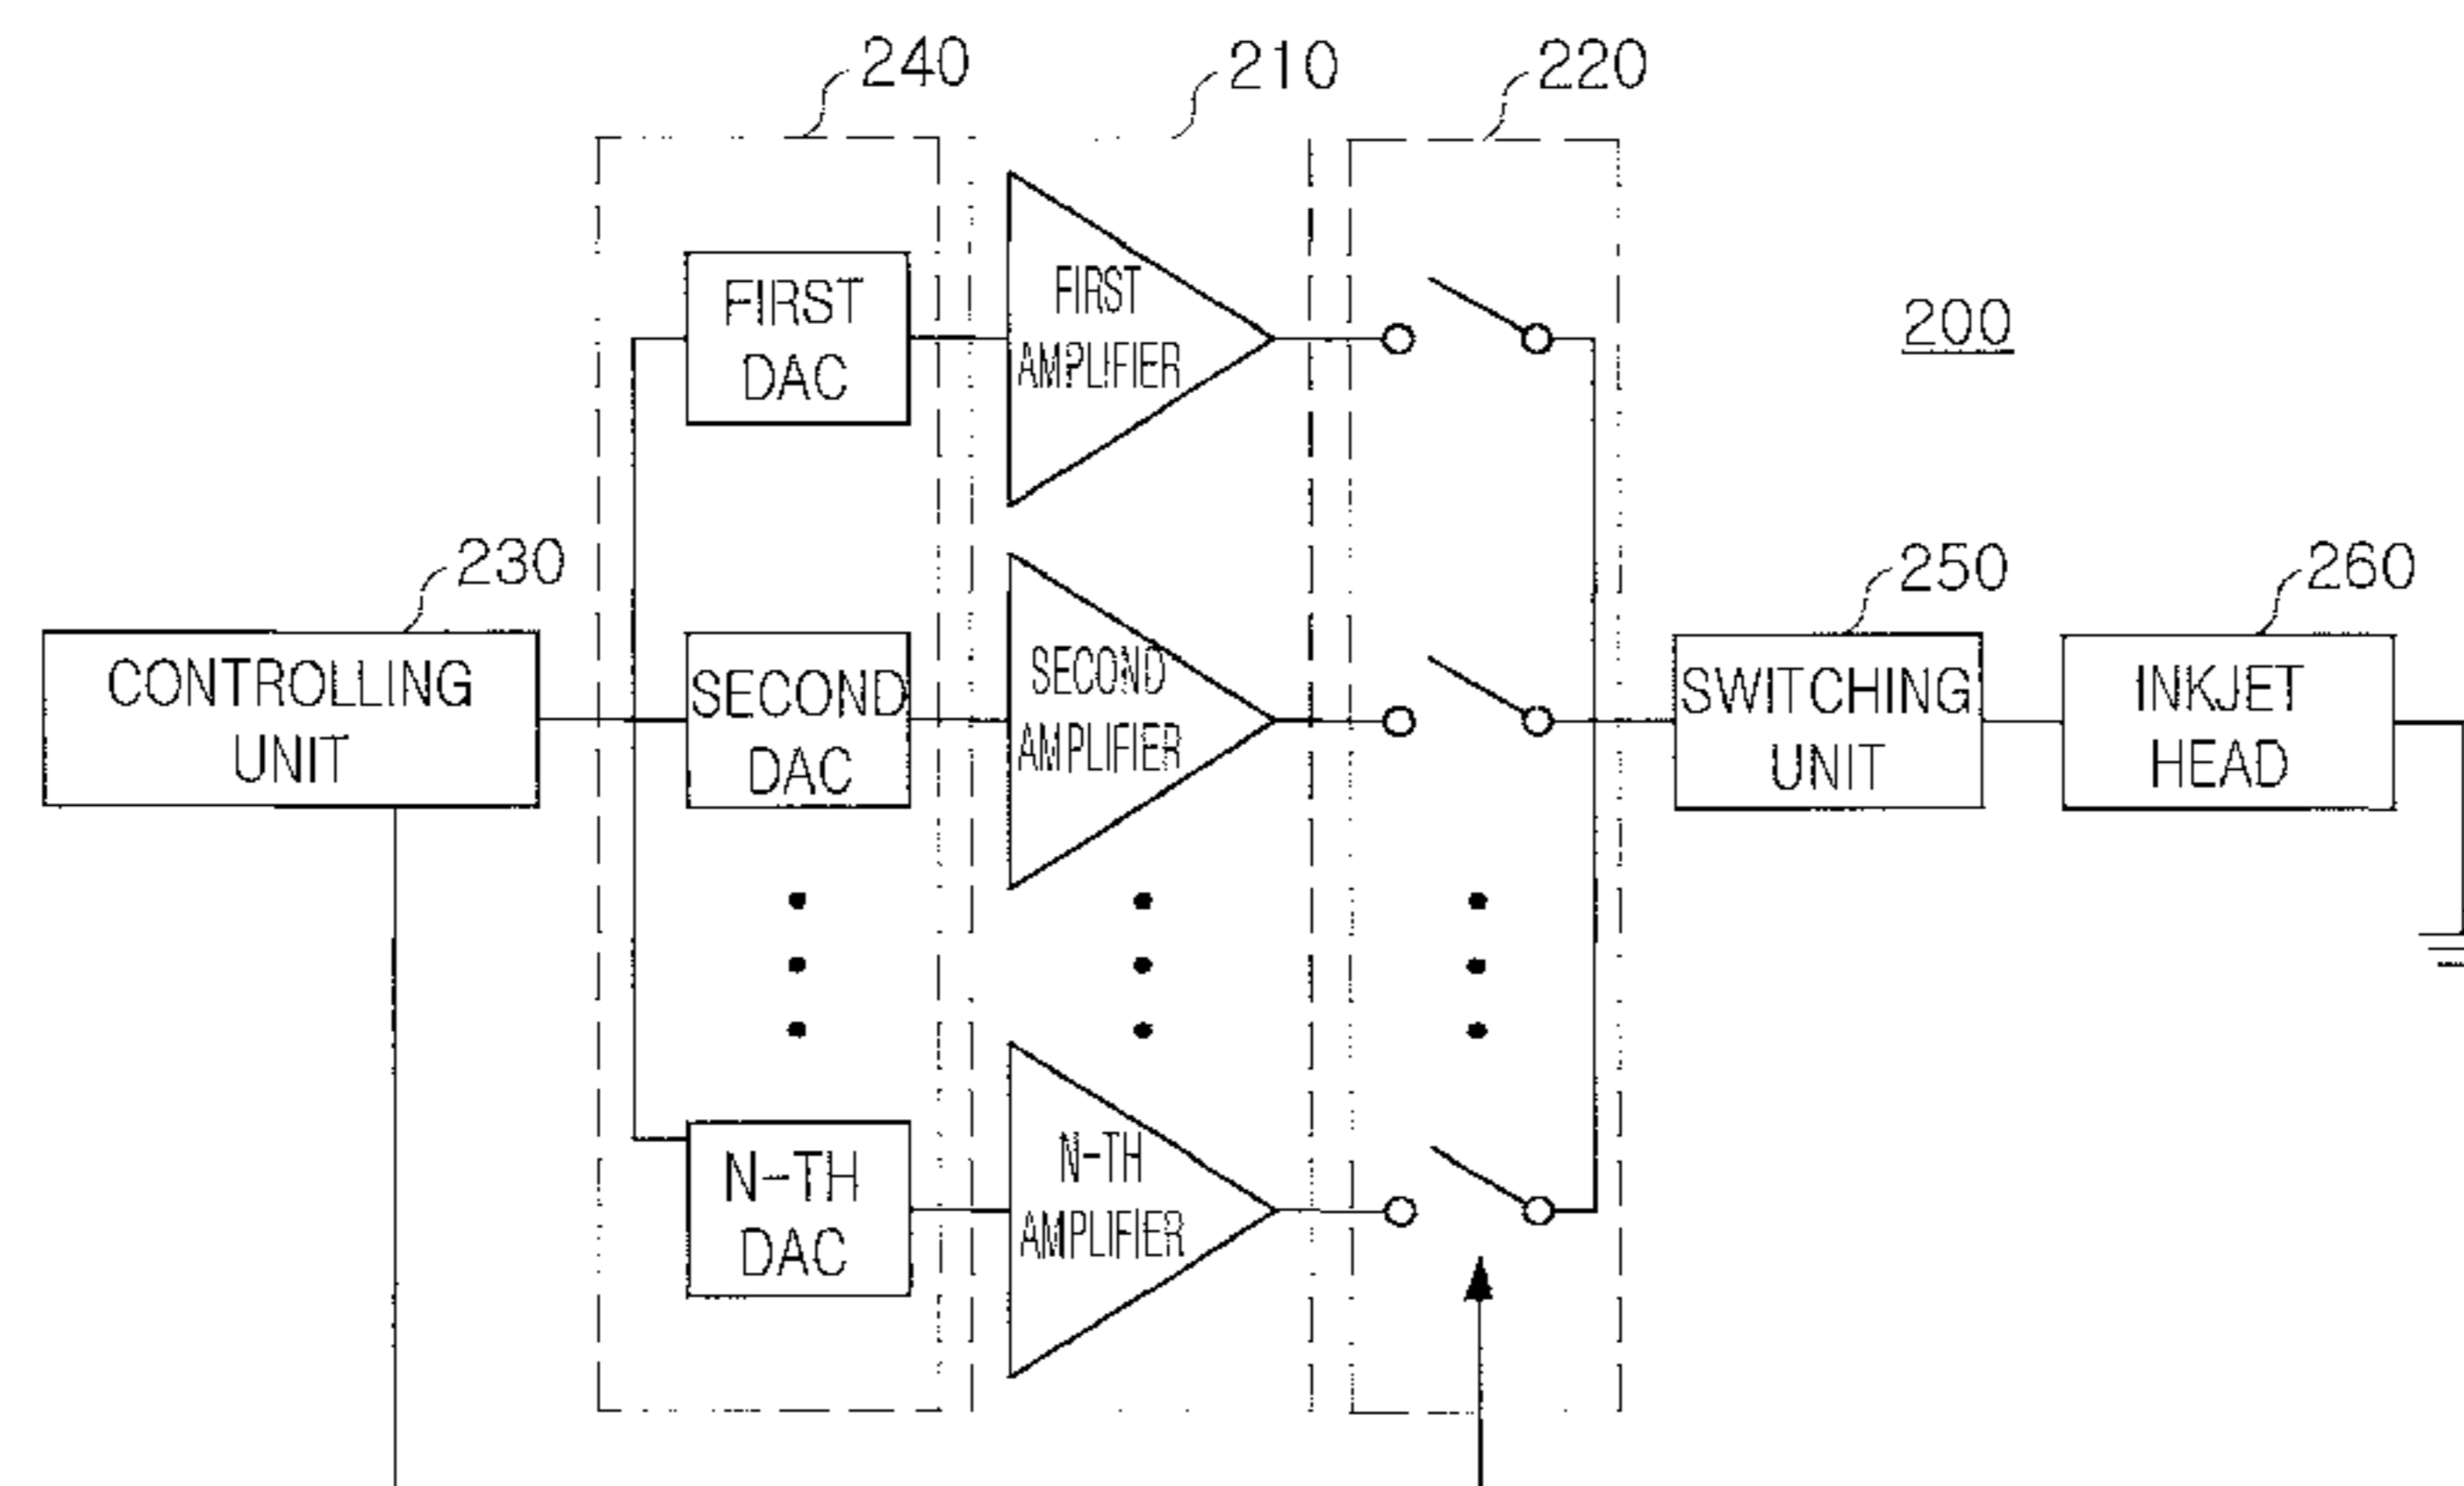 240
210
220
FIRST
DAC
FIRST
AMPLIFIER
200
230
250
260
CONTROLLING
UNIT
SECOND
DAC
SECOND
AMPLIFIER
SWITCHING
UNIT
INKJET
HEAD
N-TH
DAC
N-TH
AMPLIFIER